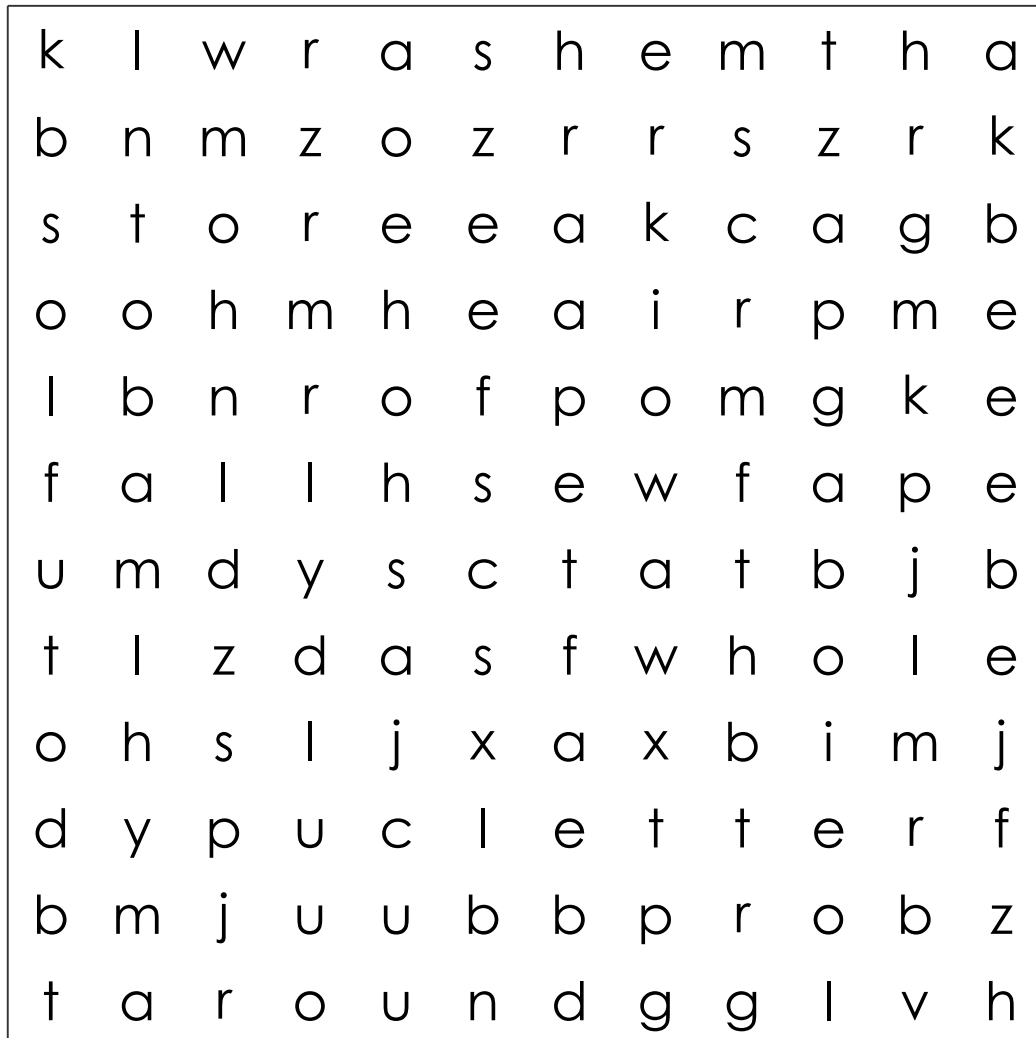 k l w r a s h e m t h a
b n m z o z r r s z r k
s t o r e e a k c a g b
o o h m h e a i r p m e
l b n r o f p o m g k e
f a l l h s e w f a p e
u m d y s c t a t b j b
t l z d a s f w h o l e
o h s l j x a x b i m j
d y p u c l e t t e r f
b m j u u b b p r o b z
t a r o u n d g g l v h